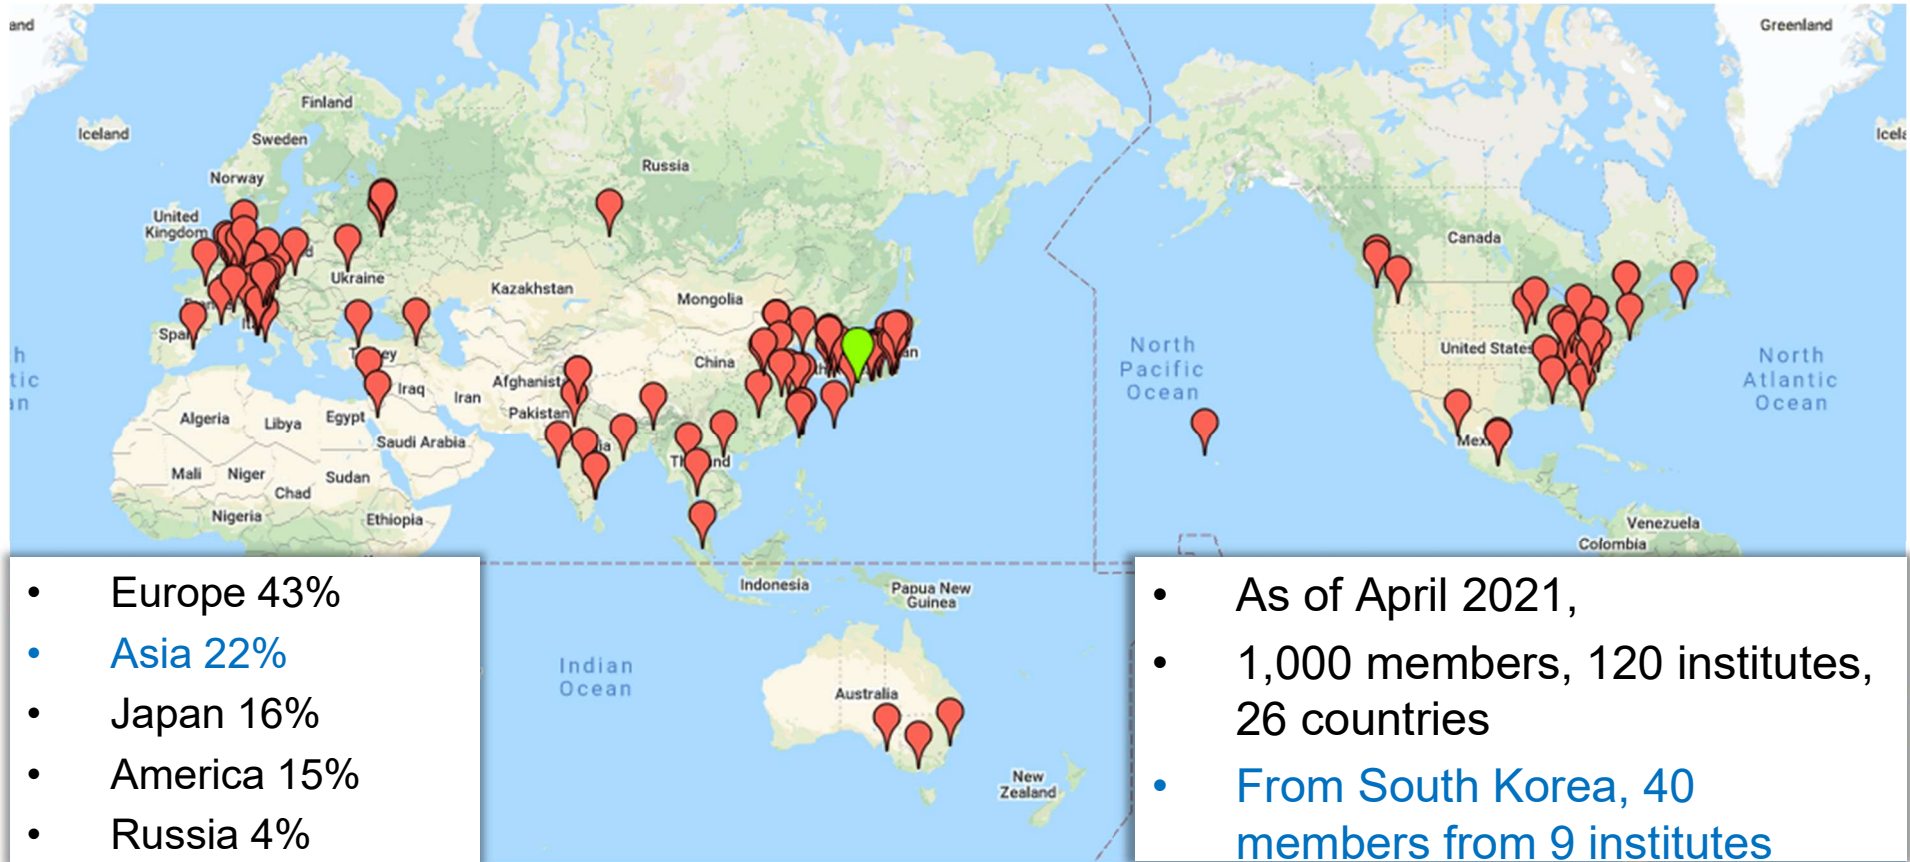 and
Greenland
Finland
Iceland
Sweden
Russia
Norway
United
Kingdom
Canada
Ukraine
Kazakhstan
Mongolia
Spain
China
United States
North
Pacific
Ocean
North
Atlantic
Ocean
Iraq
Afghanist
Iran
Pakistan
Algeria
Libya
Egypt
Saudi Arabia
Mali
Niger
Sudan
Chad
Nigeria
Ethiopia
Venezuela
Colombia
Indonesia
Papua New
Guinea
Indian
Ocean
Australia
New
Zealand
• Europe 43%
• Asia 22%
• Japan 16%
• America 15%
• Russia 4%
• As of April 2021,
• 1,000 members, 120 institutes,
26 countries
• From South Korea, 40
members from 9 institutes